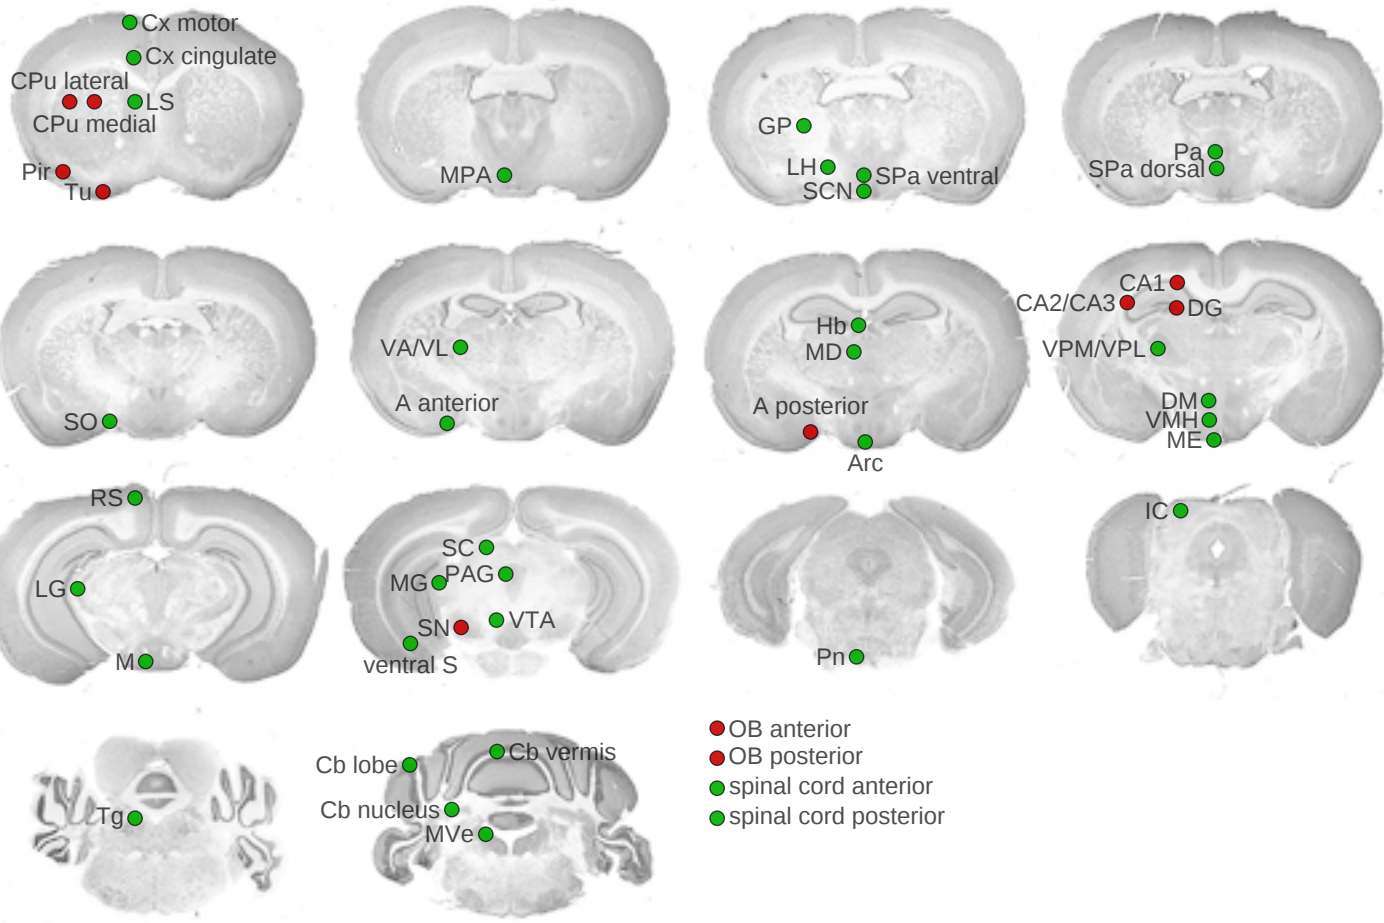 Cx motor
Cx cingulate
CPu lateral
LS
CPu medial
Pir
Tu
MPA
GP
LH
SPa ventral
SCN
Pa
SPa dorsal
SO
VA/VL
A anterior
Hb
MD
A posterior
Arc
CA1
CA2/CA3
DG
VPM/VPL
DM
VMH
ME
RS
LG
M
SC
MG
PAG
SN
VTA
ventral S
Pn
IC
Tg
Cb lobe
Cb vermis
Cb nucleus
MVe
OB anterior
OB posterior
spinal cord anterior
spinal cord posterior